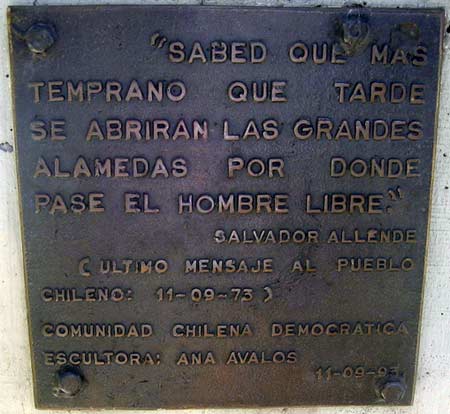 "SABED QUE MAS
TEMPRANO QUE TARDE
SE ABRIRAN LAS GRANDES
ALAMEDAS POR DONDE
PASE EL HOMBRE LIBRE."
SALVADOR ALLENDE
( ULTIMO MENSAJE AL PUEBLO
CHILENO: 11-09-73 )
COMUNIDAD CHILENA DEMOCRATICA
ESCULTORA: ANA AVALOS
11-09-93